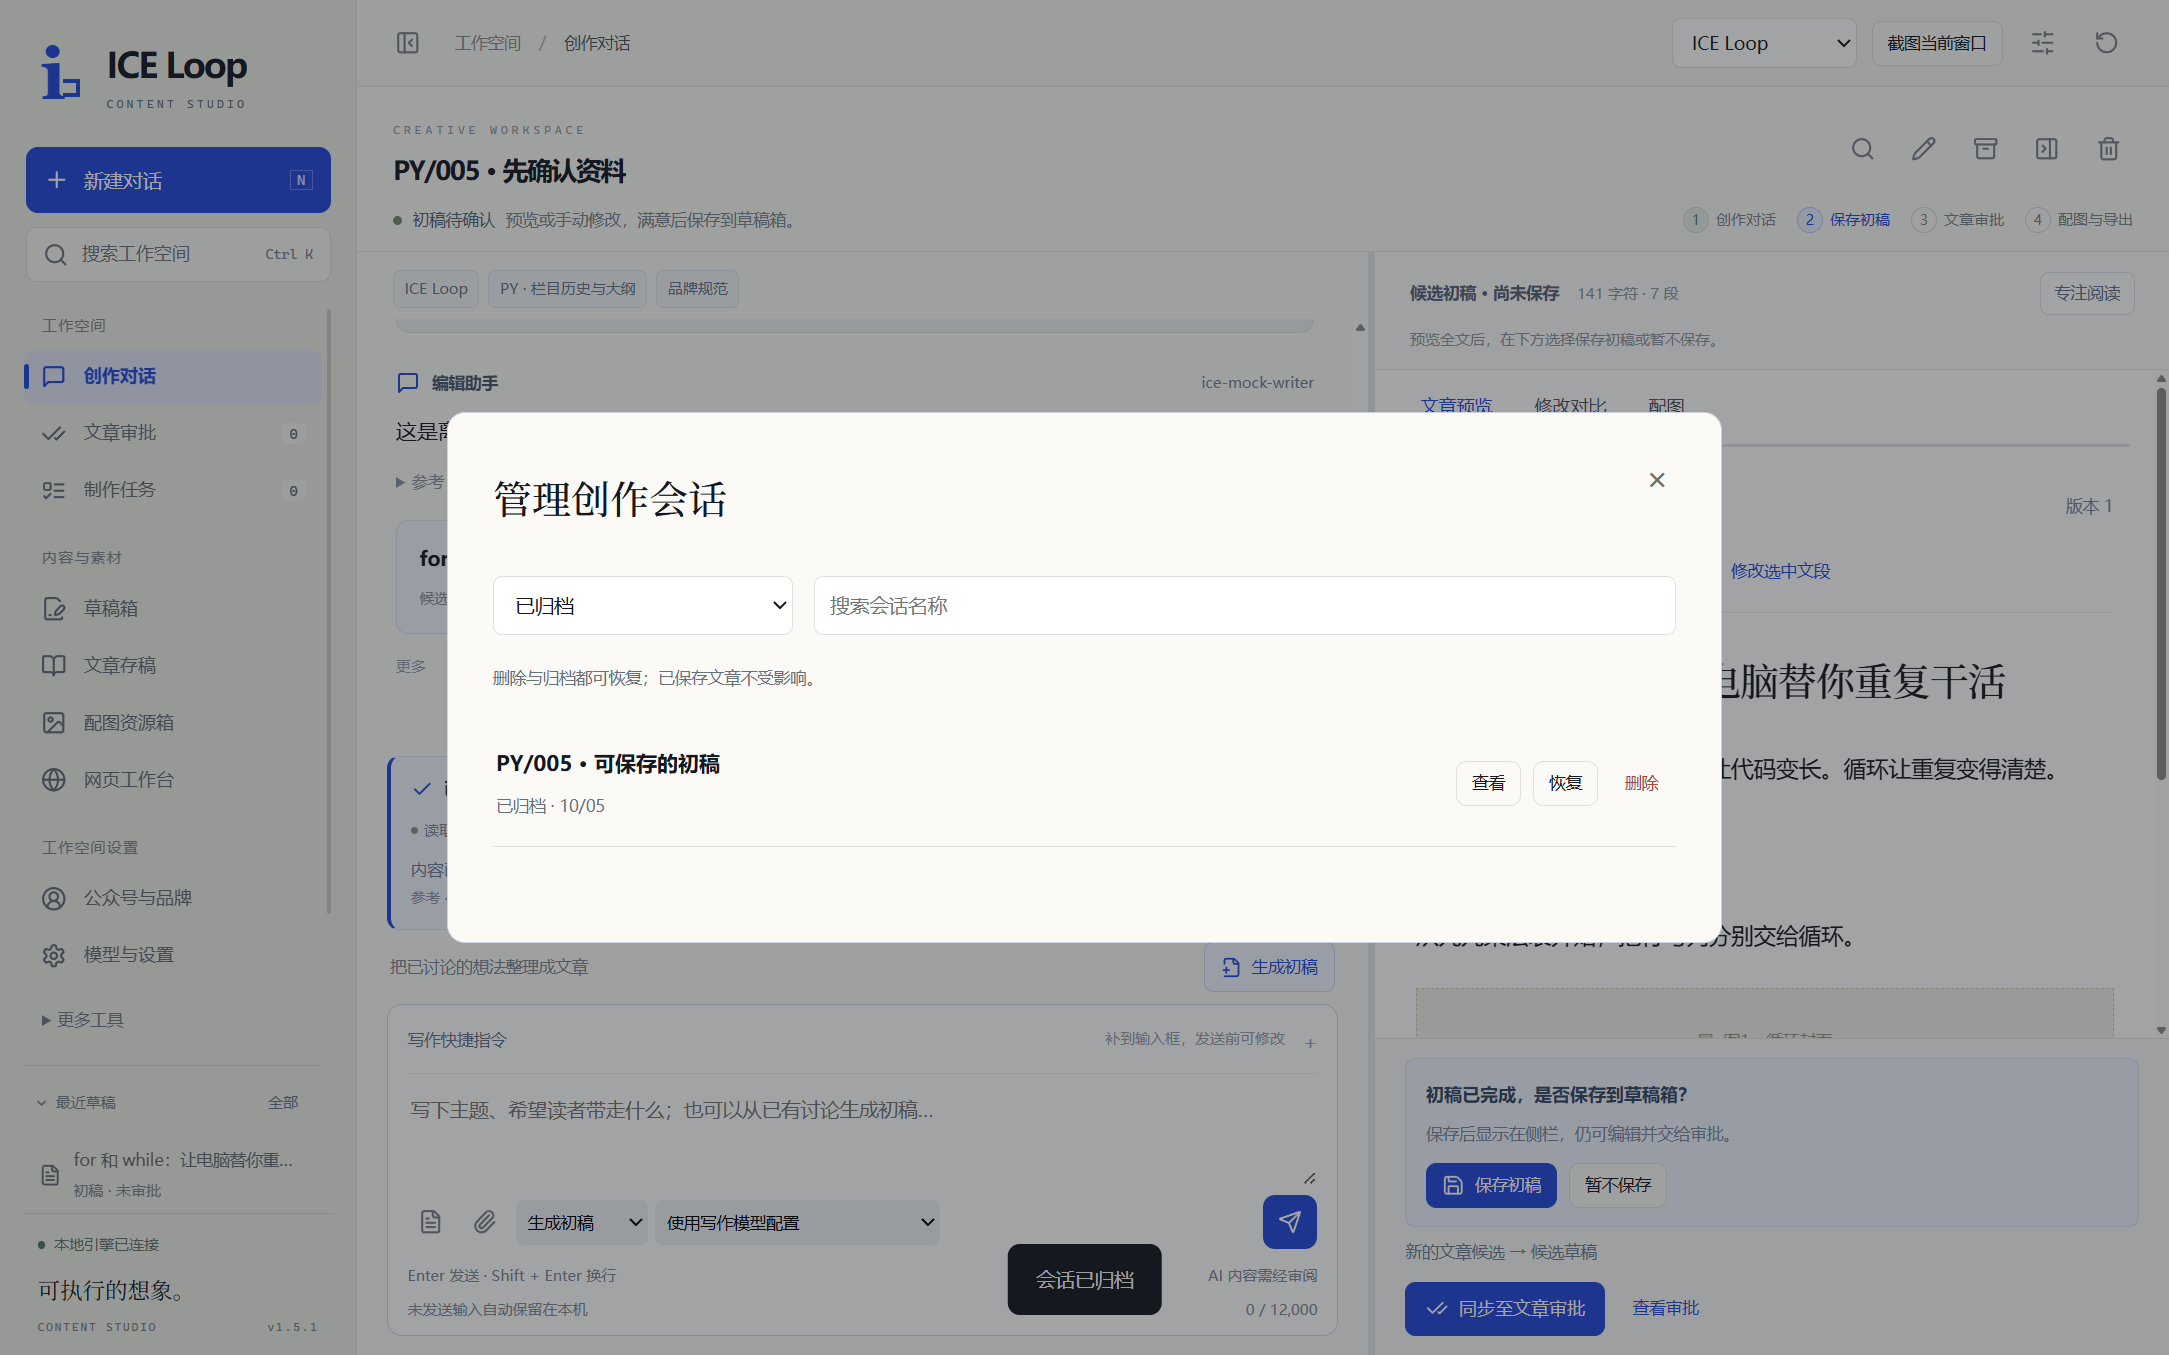 ICE Loop
CONTENT STUDIO
新建对话 N
搜索工作空间 Ctrl K
工作空间
创作对话
文章审批 0
制作任务 0
内容与素材
草稿箱
文章存稿
配图资源箱
网页工作台
工作空间设置
公众号与品牌
模型与设置
更多工具
最近草稿 全部
for 和 while：让电脑替你重...
初稿 · 未审批
本地引擎已连接
可执行的想象。
CONTENT STUDIO v1.5.1
工作空间 / 创作对话
ICE Loop
截图当前窗口
CREATIVE WORKSPACE
PY/005 • 先确认资料
初稿待确认 预览或手动修改，满意后保存到草稿箱。
1 创作对话 2 保存初稿 3 文章审批 4 配图与导出
ICE Loop PY · 栏目历史与大纲 品牌规范
编辑助手 ice-mock-writer
这是
参考
for
候选
更多
内容
参考
把已讨论的想法整理成文章 生成初稿
写作快捷指令 补到输入框，发送前可修改 +
写下主题、希望读者带走什么；也可以从已有讨论生成初稿...
生成初稿 使用写作模型配置
Enter 发送 · Shift + Enter 换行 AI 内容需经审阅
未发送输入自动保留在本机 0 / 12,000
会话已归档
管理创作会话 ×
已归档 搜索会话名称
删除与归档都可恢复；已保存文章不受影响。
PY/005 • 可保存的初稿
已归档 · 10/05
查看 恢复 删除
候选初稿 • 尚未保存 141 字符 · 7 段 专注阅读
预览全文后，在下方选择保存初稿或暂不保存。
文章预览 修改对比 配图
版本 1
修改选中文段
电脑替你重复干活
让代码变长。循环让重复变得清楚。
分别交给循环。
初稿已完成，是否保存到草稿箱？
保存后显示在侧栏，仍可编辑并交给审批。
保存初稿 暂不保存
新的文章候选 → 候选草稿
同步至文章审批 查看审批